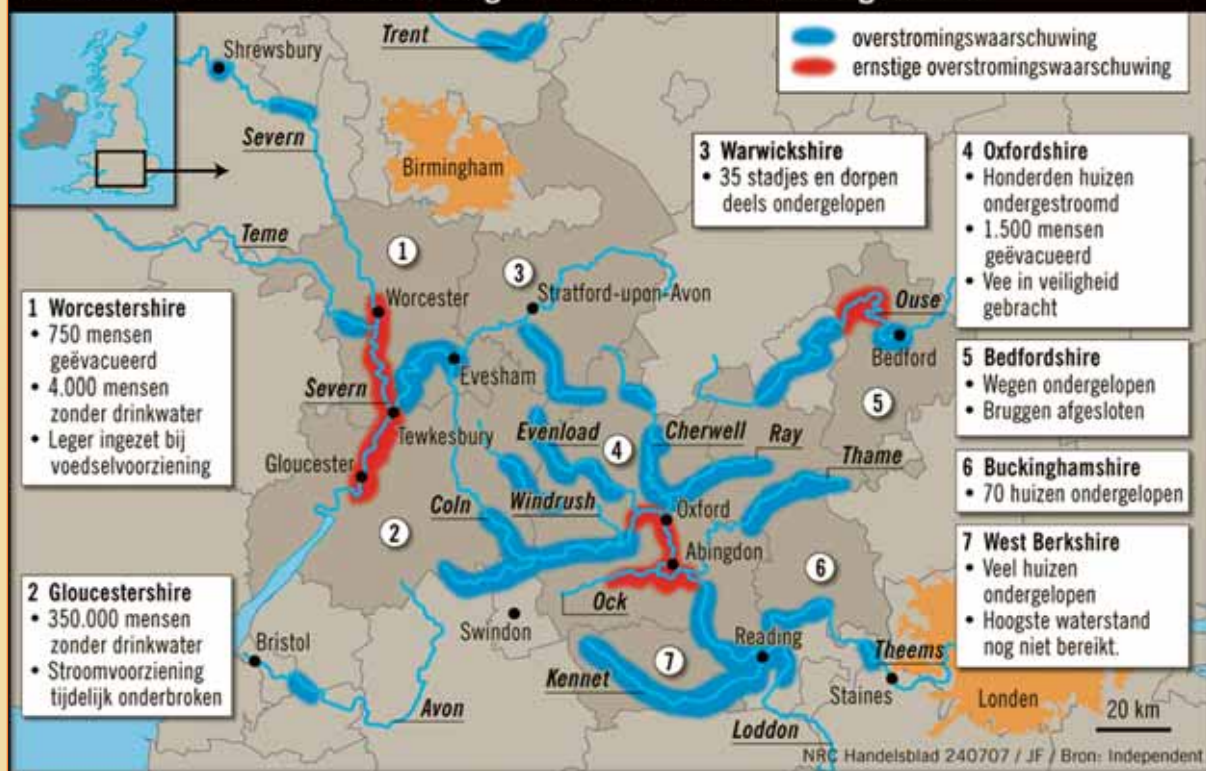 Trent
Shrewsbury
overstromingswaarschuwing
ernstige overstromingswaarschuwing
Severn
Birmingham
3 Warwickshire
• 35 stadjes en dorpen
deels ondergelopen
4 Oxfordshire
• Honderden huizen
ondergestroomd
• 1.500 mensen
geëvacueerd
• Vee in veiligheid
gebracht
Teme
1
3
Worcester
Stratford-upon-Avon
Ouse
Bedford
1 Worcestershire
• 750 mensen
geëvacueerd
• 4.000 mensen
zonder drinkwater
• Leger ingezet bij
voedselvoorziening
Evesham
Severn
Tewkesbury
5
5 Bedfordshire
• Wegen ondergelopen
• Bruggen afgesloten
Evenload
4
Cherwell
Ray
Thame
Gloucester
6 Buckinghamshire
• 70 huizen ondergelopen
Coln
Windrush
2
Oxford
Abingdon
6
7 West Berkshire
• Veel huizen
ondergelopen
• Hoogste waterstand
nog niet bereikt.
2 Gloucestershire
• 350.000 mensen
zonder drinkwater
• Stroomvoorziening
tijdelijk onderbroken
Ock
Swindon
Bristol
7
Reading
Theems
Kennet
Staines
Londen
Avon
Loddon
20 km
NRC Handelsblad 240707 / JF / Bron: Independent